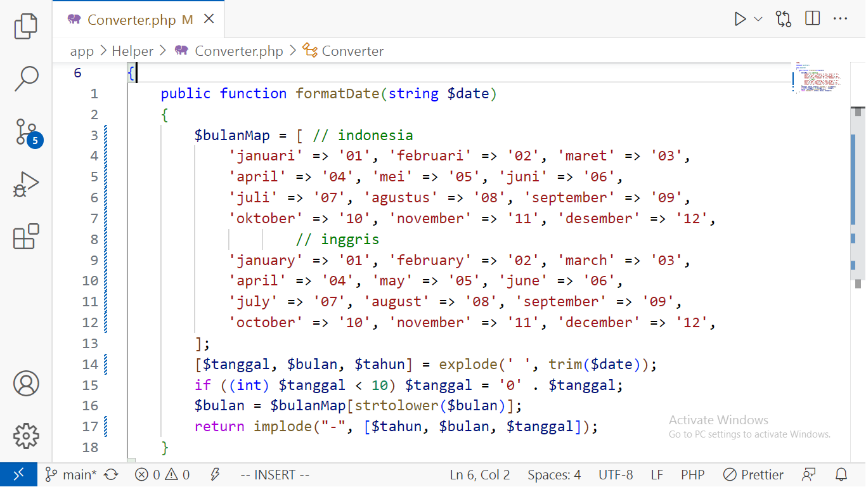 Converter.php M
app > Helper > Converter.php > Converter
6 {
1 public function formatDate(string $date)
2 {
3 $bulanMap = [ // indonesia
4 'januari' => '01', 'februari' => '02', 'maret' => '03',
5 'april' => '04', 'mei' => '05', 'juni' => '06',
6 'juli' => '07', 'agustus' => '08', 'september' => '09',
7 'oktober' => '10', 'november' => '11', 'desember' => '12',
8 // inggris
9 'january' => '01', 'february' => '02', 'march' => '03',
10 'april' => '04', 'may' => '05', 'june' => '06',
11 'july' => '07', 'august' => '08', 'september' => '09',
12 'october' => '10', 'november' => '11', 'december' => '12',
13 ];
14 [$tanggal, $bulan, $tahun] = explode(' ', trim($date));
15 if ((int) $tanggal < 10) $tanggal = '0' . $tanggal;
16 $bulan = $bulanMap[strtolower($bulan)];
17 return implode("-", [$tahun, $bulan, $tanggal]);
18 }
5
Activate Windows
Go to PC settings to activate Windows.
main* 0 0 -- INSERT -- Ln 6, Col 2 Spaces: 4 UTF-8 LF PHP Prettier